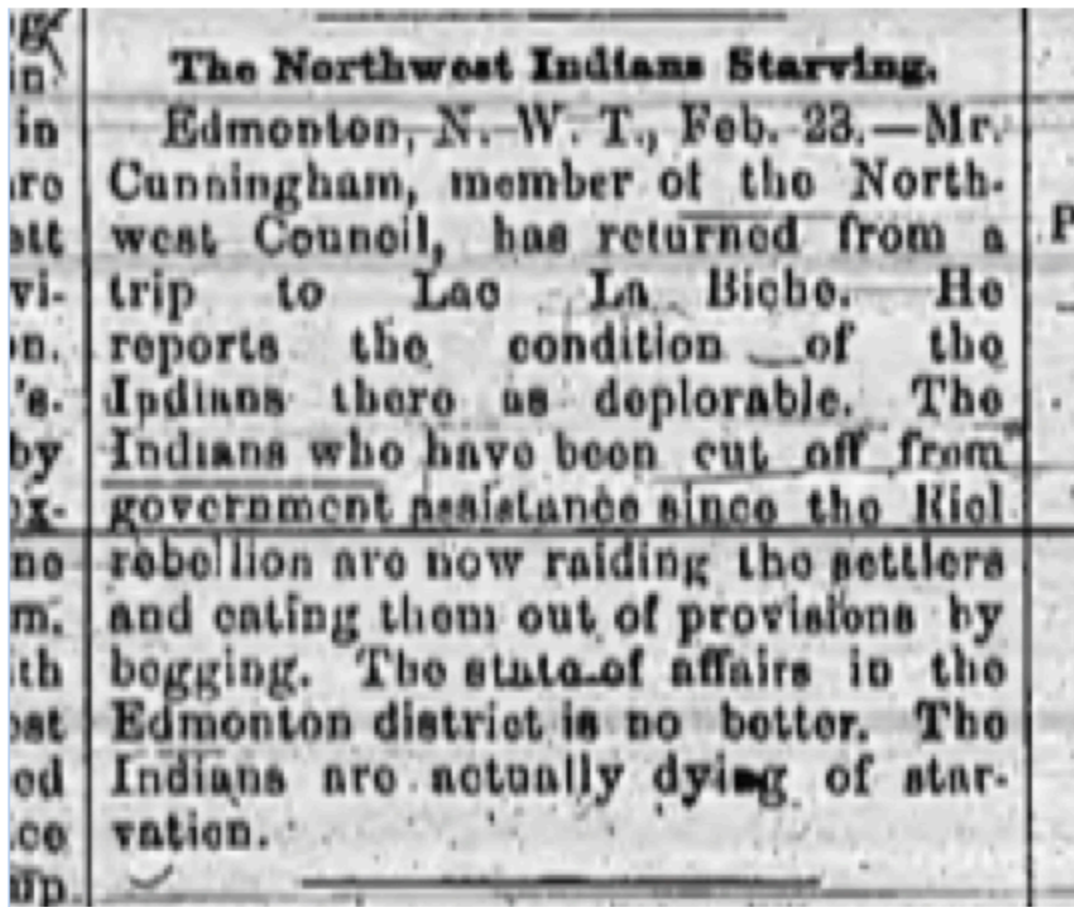 The Northwest Indians Starving.
Edmonton, N. W. T., Feb. 23.—Mr.
Cunningham, member of the North-
west Council, has returned from a
trip to Lac La Biche. He
reports the condition of the
Indians there as deplorable. The
Indians who have been cut off from
government assistance since the Riel
rebellion are now raiding the settlers
and eating them out of provisions by
begging. The state of affairs in the
Edmonton district is no better. The
Indians are actually dying of star-
vation.